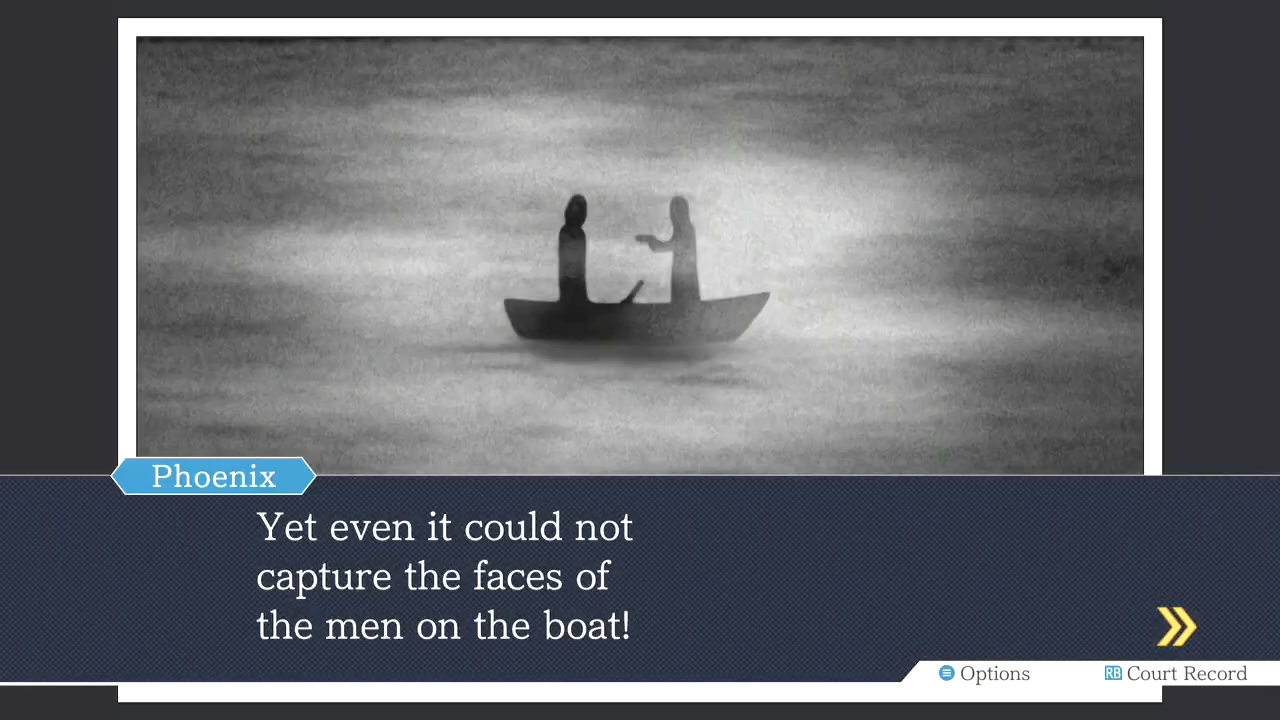 Phoenix
Yet even it could not
capture the faces of
the men on the boat!
Options
RB Court Record